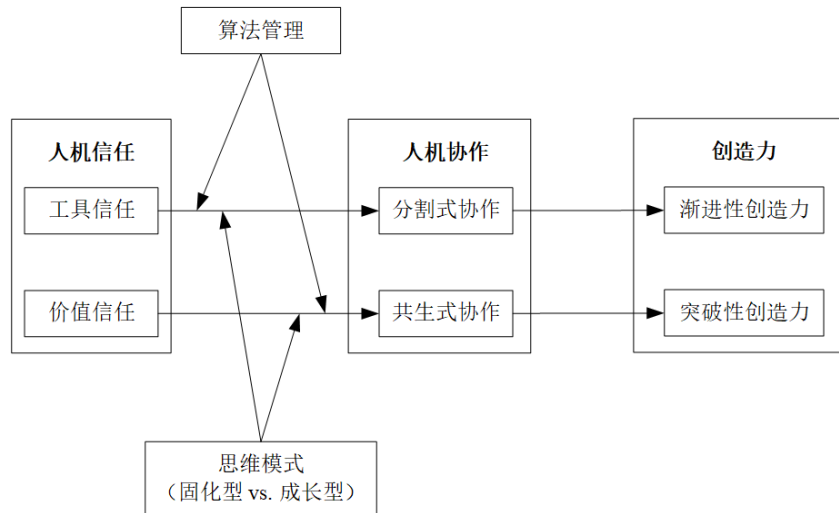 算法管理
人机信任
人机协作
创造力
工具信任
分割式协作
渐进性创造力
价值信任
共生式协作
突破性创造力
思维模式
（固化型 vs. 成长型）